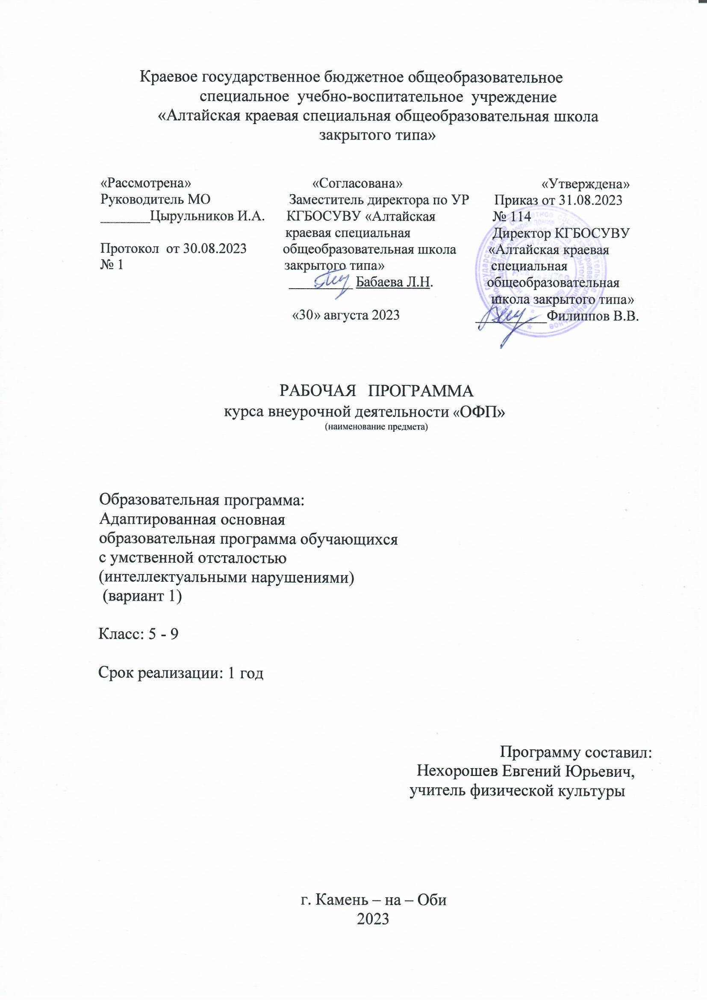 Краевое государственное бюджетное общеобразовательное
специальное учебно-воспитательное учреждение
«Алтайская краевая специальная общеобразовательная школа
закрытого типа»
«Рассмотрена»
Руководитель МО
_______Цырульников И.А.
Протокол от 30.08.2023
№ 1
«Согласована»
Заместитель директора по УР
КГБОСУВУ «Алтайская
краевая специальная
общеобразовательная школа
закрытого типа»
_________ Бабаева Л.Н.
«30» августа 2023
«Утверждена»
Приказ от 31.08.2023
№ 114
Директор КГБОСУВУ
«Алтайская краевая
специальная
общеобразовательная
школа закрытого типа»
__________Филиппов В.В.
РАБОЧАЯ ПРОГРАММА
курса внеурочной деятельности «ОФП»
(наименование предмета)
Образовательная программа:
Адаптированная основная
образовательная программа обучающихся
с умственной отсталостью
(интеллектуальными нарушениями)
(вариант 1)
Класс: 5 - 9
Срок реализации: 1 год
Программу составил:
Нехорошев Евгений Юрьевич,
учитель физической культуры
г. Камень – на – Оби
2023